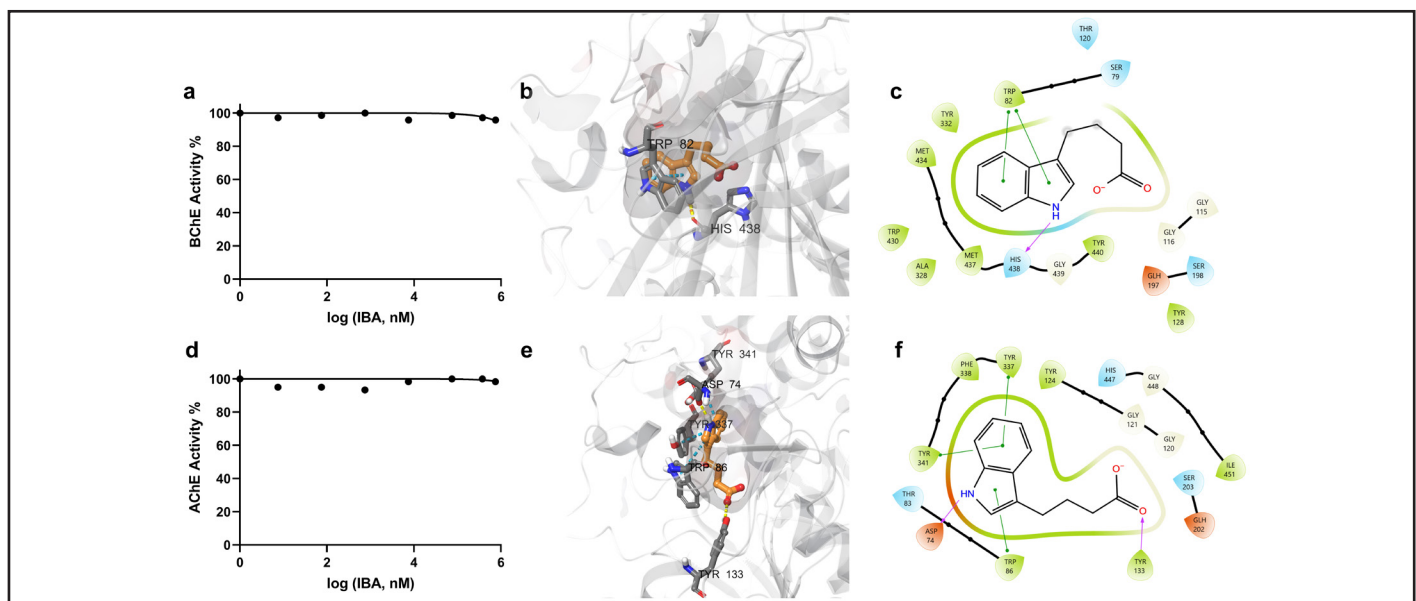 a
100
80
60
40
20
0
BChE Activity %
0
2
4
6
log (IBA, nM)
b
TRP 82
HIS 438
c
THR
120
SER
79
TRP
82
TYR
332
MET
434
O
O⁻
N
H
GLY
115
GLY
116
TRP
430
ALA
328
MET
437
HIS
438
GLY
439
TYR
440
GLH
197
SER
198
TYR
128
d
100
80
60
40
20
0
AChE Activity %
0
2
4
6
log (IBA, nM)
e
TYR 341
ASP 74
TRP 86
TYR 133
f
PHE
338
TYR
337
TYR
124
HIS
447
GLY
448
GLY
121
GLY
120
TYR
341
ILE
451
O⁻
O
HN
THR
83
ASP
74
SER
203
GLH
202
TRP
86
TYR
133